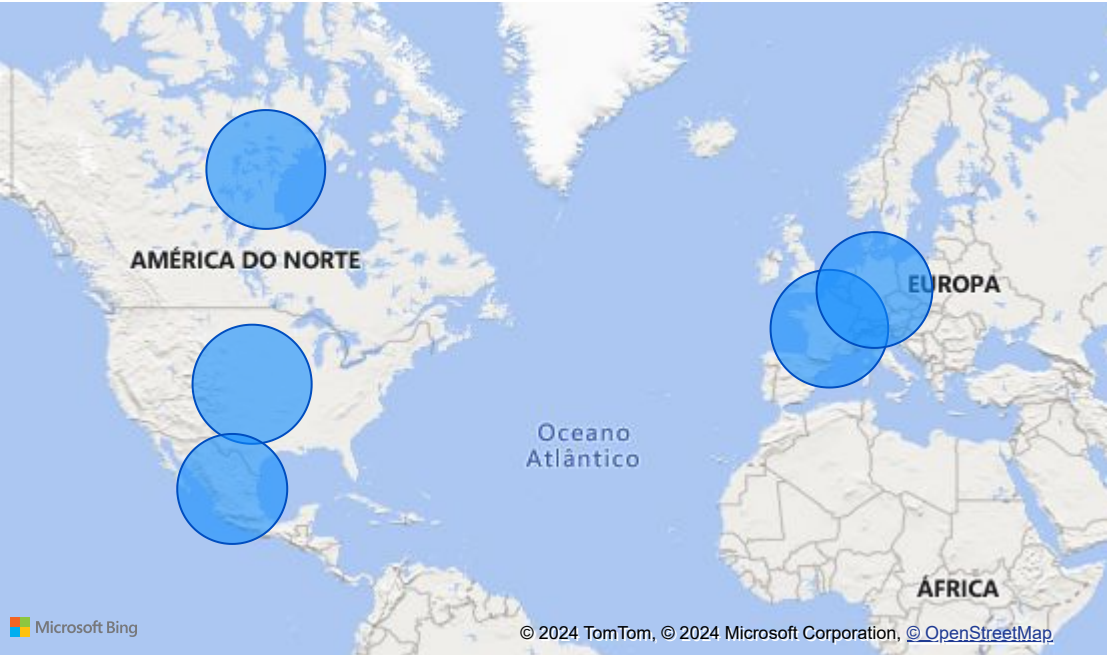 AMÉRICA DO NORTE
EUROPA
Oceano
Atlântico
ÁFRICA
Microsoft Bing
© 2024 TomTom, © 2024 Microsoft Corporation, © OpenStreetMap